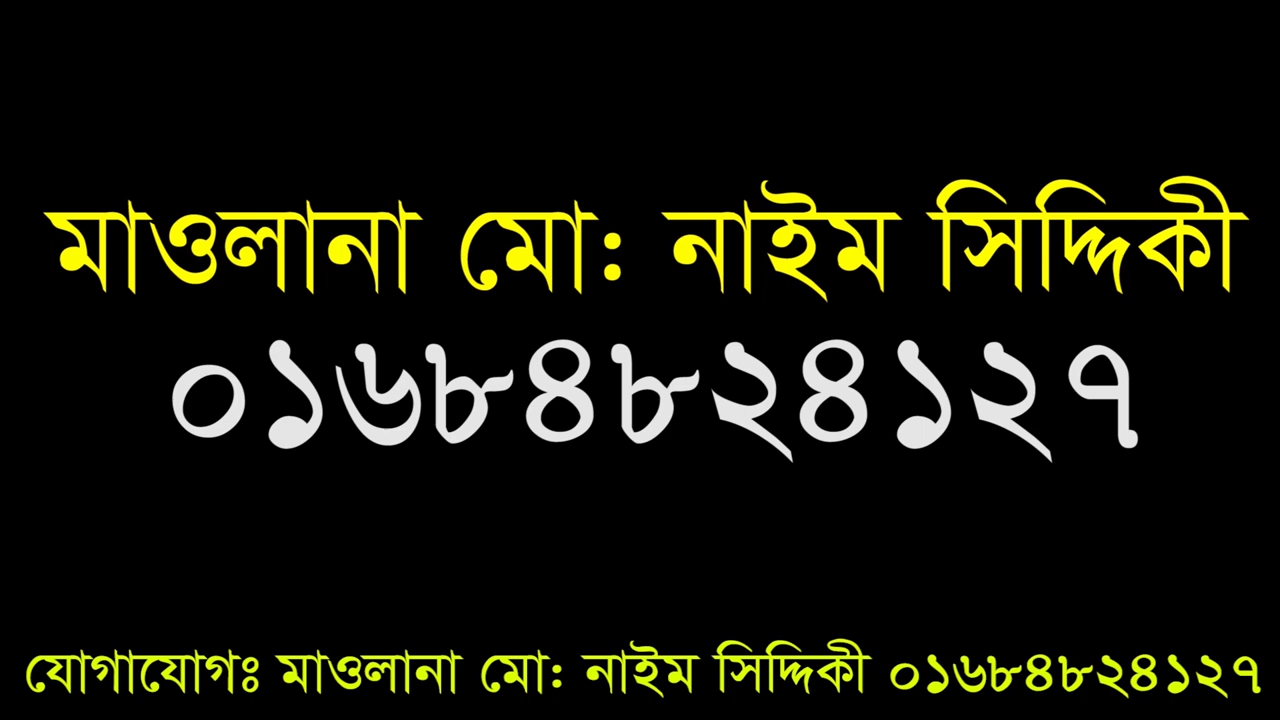 মাওলানা মো: নাইম সিদ্দিকী
০১৬৮৪৮২৪১২৭
যোগাযোগঃ মাওলানা মো: নাইম সিদ্দিকী ০১৬৮৪৮২৪১২৭